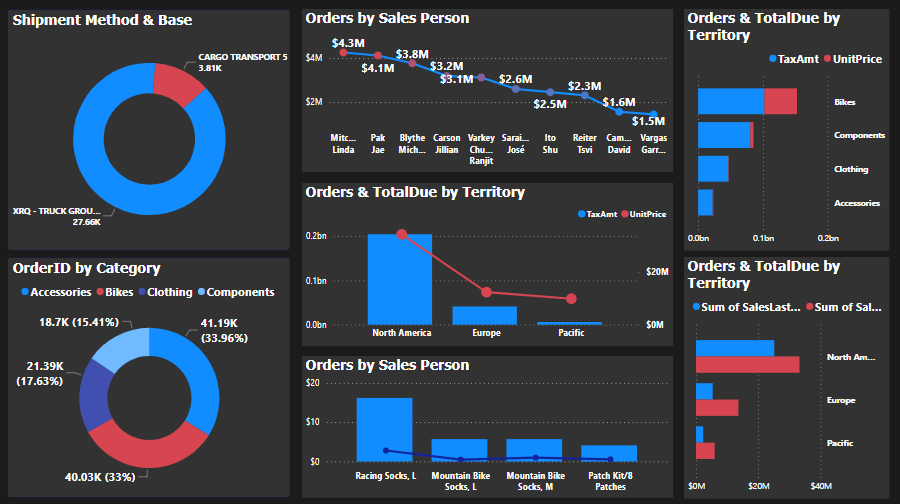 Shipment Method & Base
CARGO TRANSPORT 5
3.81K
XRQ - TRUCK GROU...
27.66K
OrderID by Category
Accessories Bikes Clothing Components
18.7K (15.41%)
41.19K
(33.96%)
21.39K
(17.63%)
40.03K (33%)
Orders by Sales Person
$4M
$2M
$4.3M
$4.1M
$3.8M
$3.2M
$3.1M
$2.6M
$2.5M
$2.3M
$1.6M
$1.5M
Mitc... Pak Blythe Carson Varkey Sarai... Ito Reiter Cam... Vargas
Linda Jae Mich... Jillian Chu... José Shu Tsvi David Garr...
Ranjit
Orders & TotalDue by Territory
TaxAmt UnitPrice
0.2bn
0.1bn
0.0bn
$20M
$0M
North America Europe Pacific
Orders by Sales Person
$20
$10
$0
Racing Socks, L Mountain Bike Mountain Bike Patch Kit/8
Socks, L Socks, M Patches
Orders & TotalDue by
Territory
TaxAmt UnitPrice
Bikes
Components
Clothing
Accessories
0.0bn 0.1bn 0.2bn
Orders & TotalDue by
Territory
Sum of SalesLast... Sum of Sal...
North Am...
Europe
Pacific
$0M $20M $40M